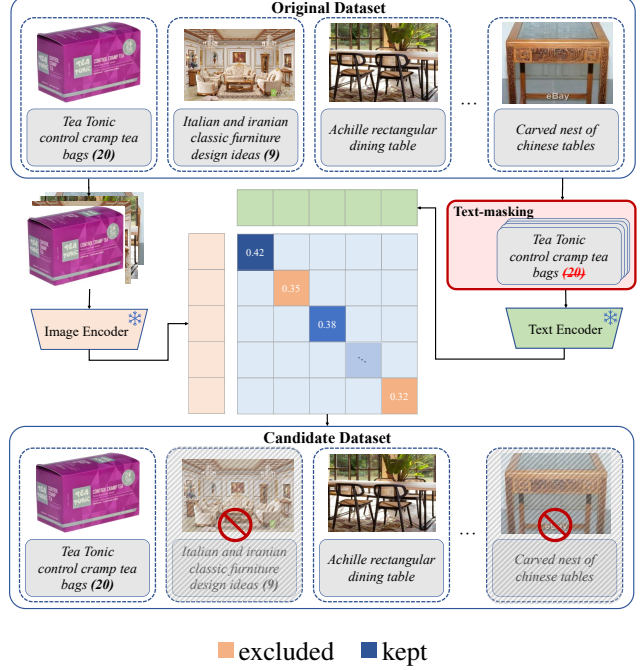 Original Dataset
TEA
TONIC
CONTROL CRAMP TEA
eBay
Tea Tonic
control cramp tea
bags (20)
Italian and iranian
classic furniture
design ideas (9)
Achille rectangular
dining table
...
Carved nest of
chinese tables
Text-masking
Tea Tonic
control cramp tea
bags (20)
Image Encoder
Text Encoder
0.42
0.35
0.38
...
0.32
Candidate Dataset
TEA
TONIC
CONTROL CRAMP TEA
Tea Tonic
control cramp tea
bags (20)
Italian and iranian
classic furniture
design ideas (9)
Achille rectangular
dining table
...
Carved nest of
chinese tables
excluded
kept